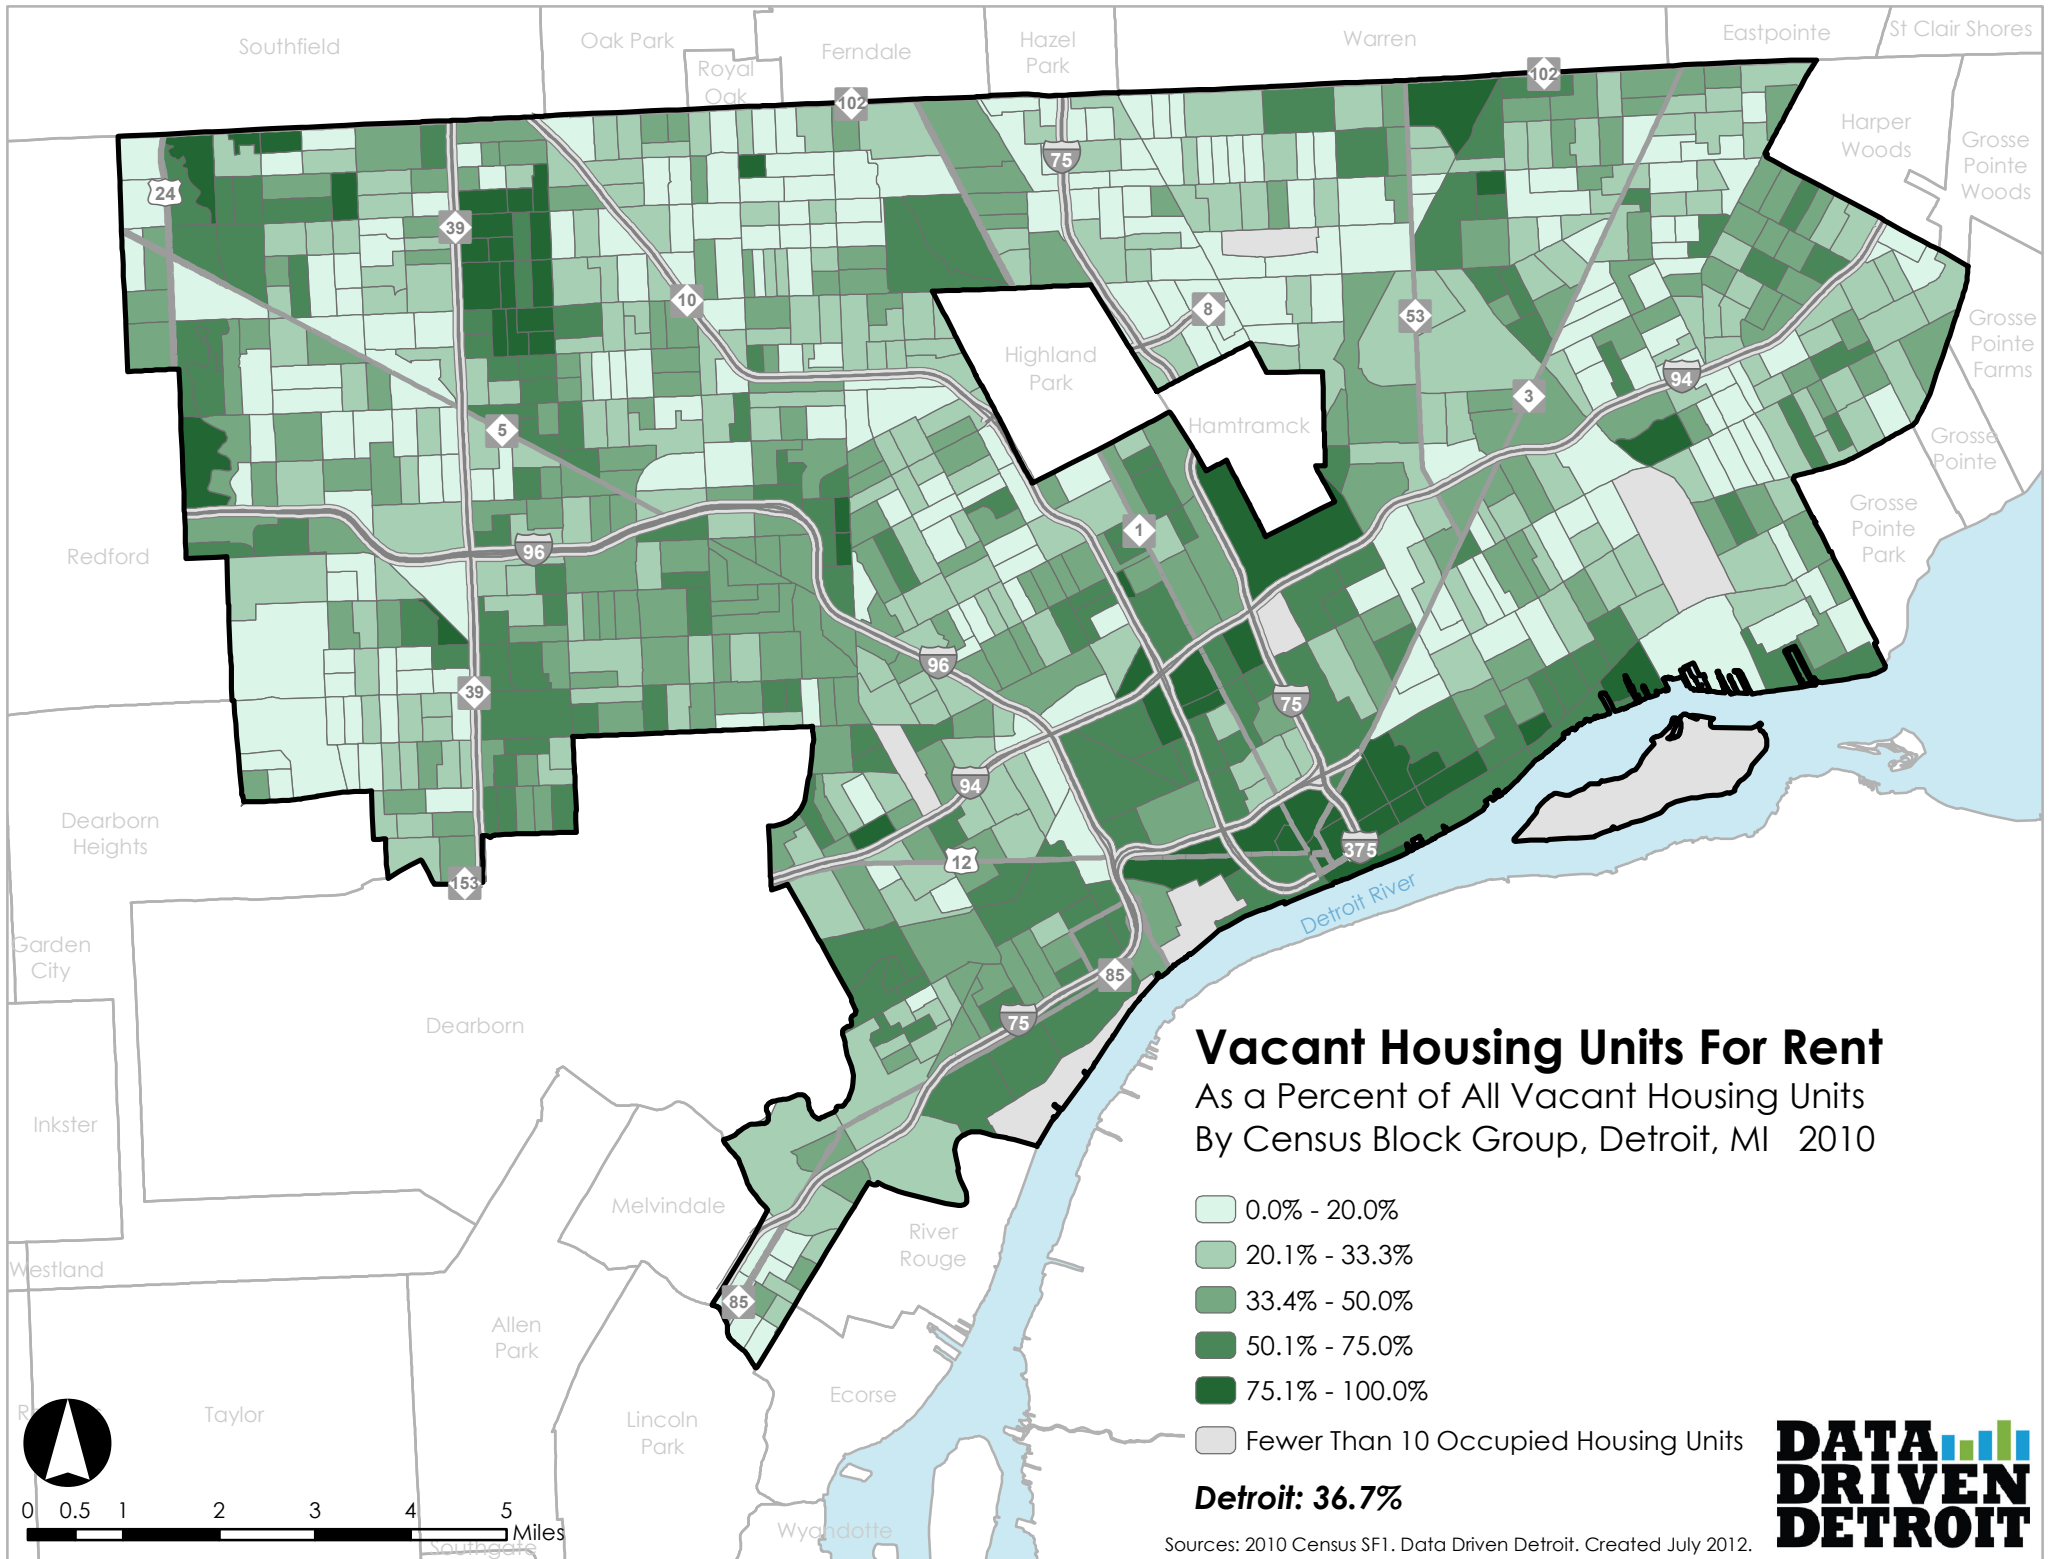 Southfield
Oak Park
Royal
Oak
Ferndale
Hazel
Park
Warren
Eastpointe
St Clair Shores
102
102
Harper
Woods
Grosse
Pointe
Woods
24
75
39
10
8
53
Highland
Park
Hamtramck
Grosse
Pointe
Farms
94
3
5
Grosse
Pointe
Grosse
Pointe
Park
1
Redford
96
96
39
75
94
12
375
Dearborn
Heights
153
Detroit River
Garden
City
85
75
Dearborn
Inkster
Melvindale
River
Rouge
Westland
85
Allen
Park
Ecorse
Taylor
Lincoln
Park
Wyandotte
Southgate
Vacant Housing Units For Rent
As a Percent of All Vacant Housing Units
By Census Block Group, Detroit, MI 2010
0.0% - 20.0%
20.1% - 33.3%
33.4% - 50.0%
50.1% - 75.0%
75.1% - 100.0%
Fewer Than 10 Occupied Housing Units
Detroit: 36.7%
Sources: 2010 Census SF1. Data Driven Detroit. Created July 2012.
0 0.5 1 2 3 4 5
Miles
DATA
DRIVEN
DETROIT